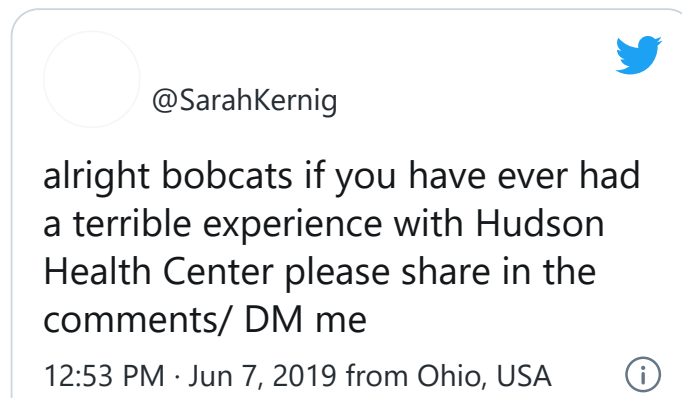 @SarahKernig
alright bobcats if you have ever had
a terrible experience with Hudson
Health Center please share in the
comments/ DM me
12:53 PM · Jun 7, 2019 from Ohio, USA